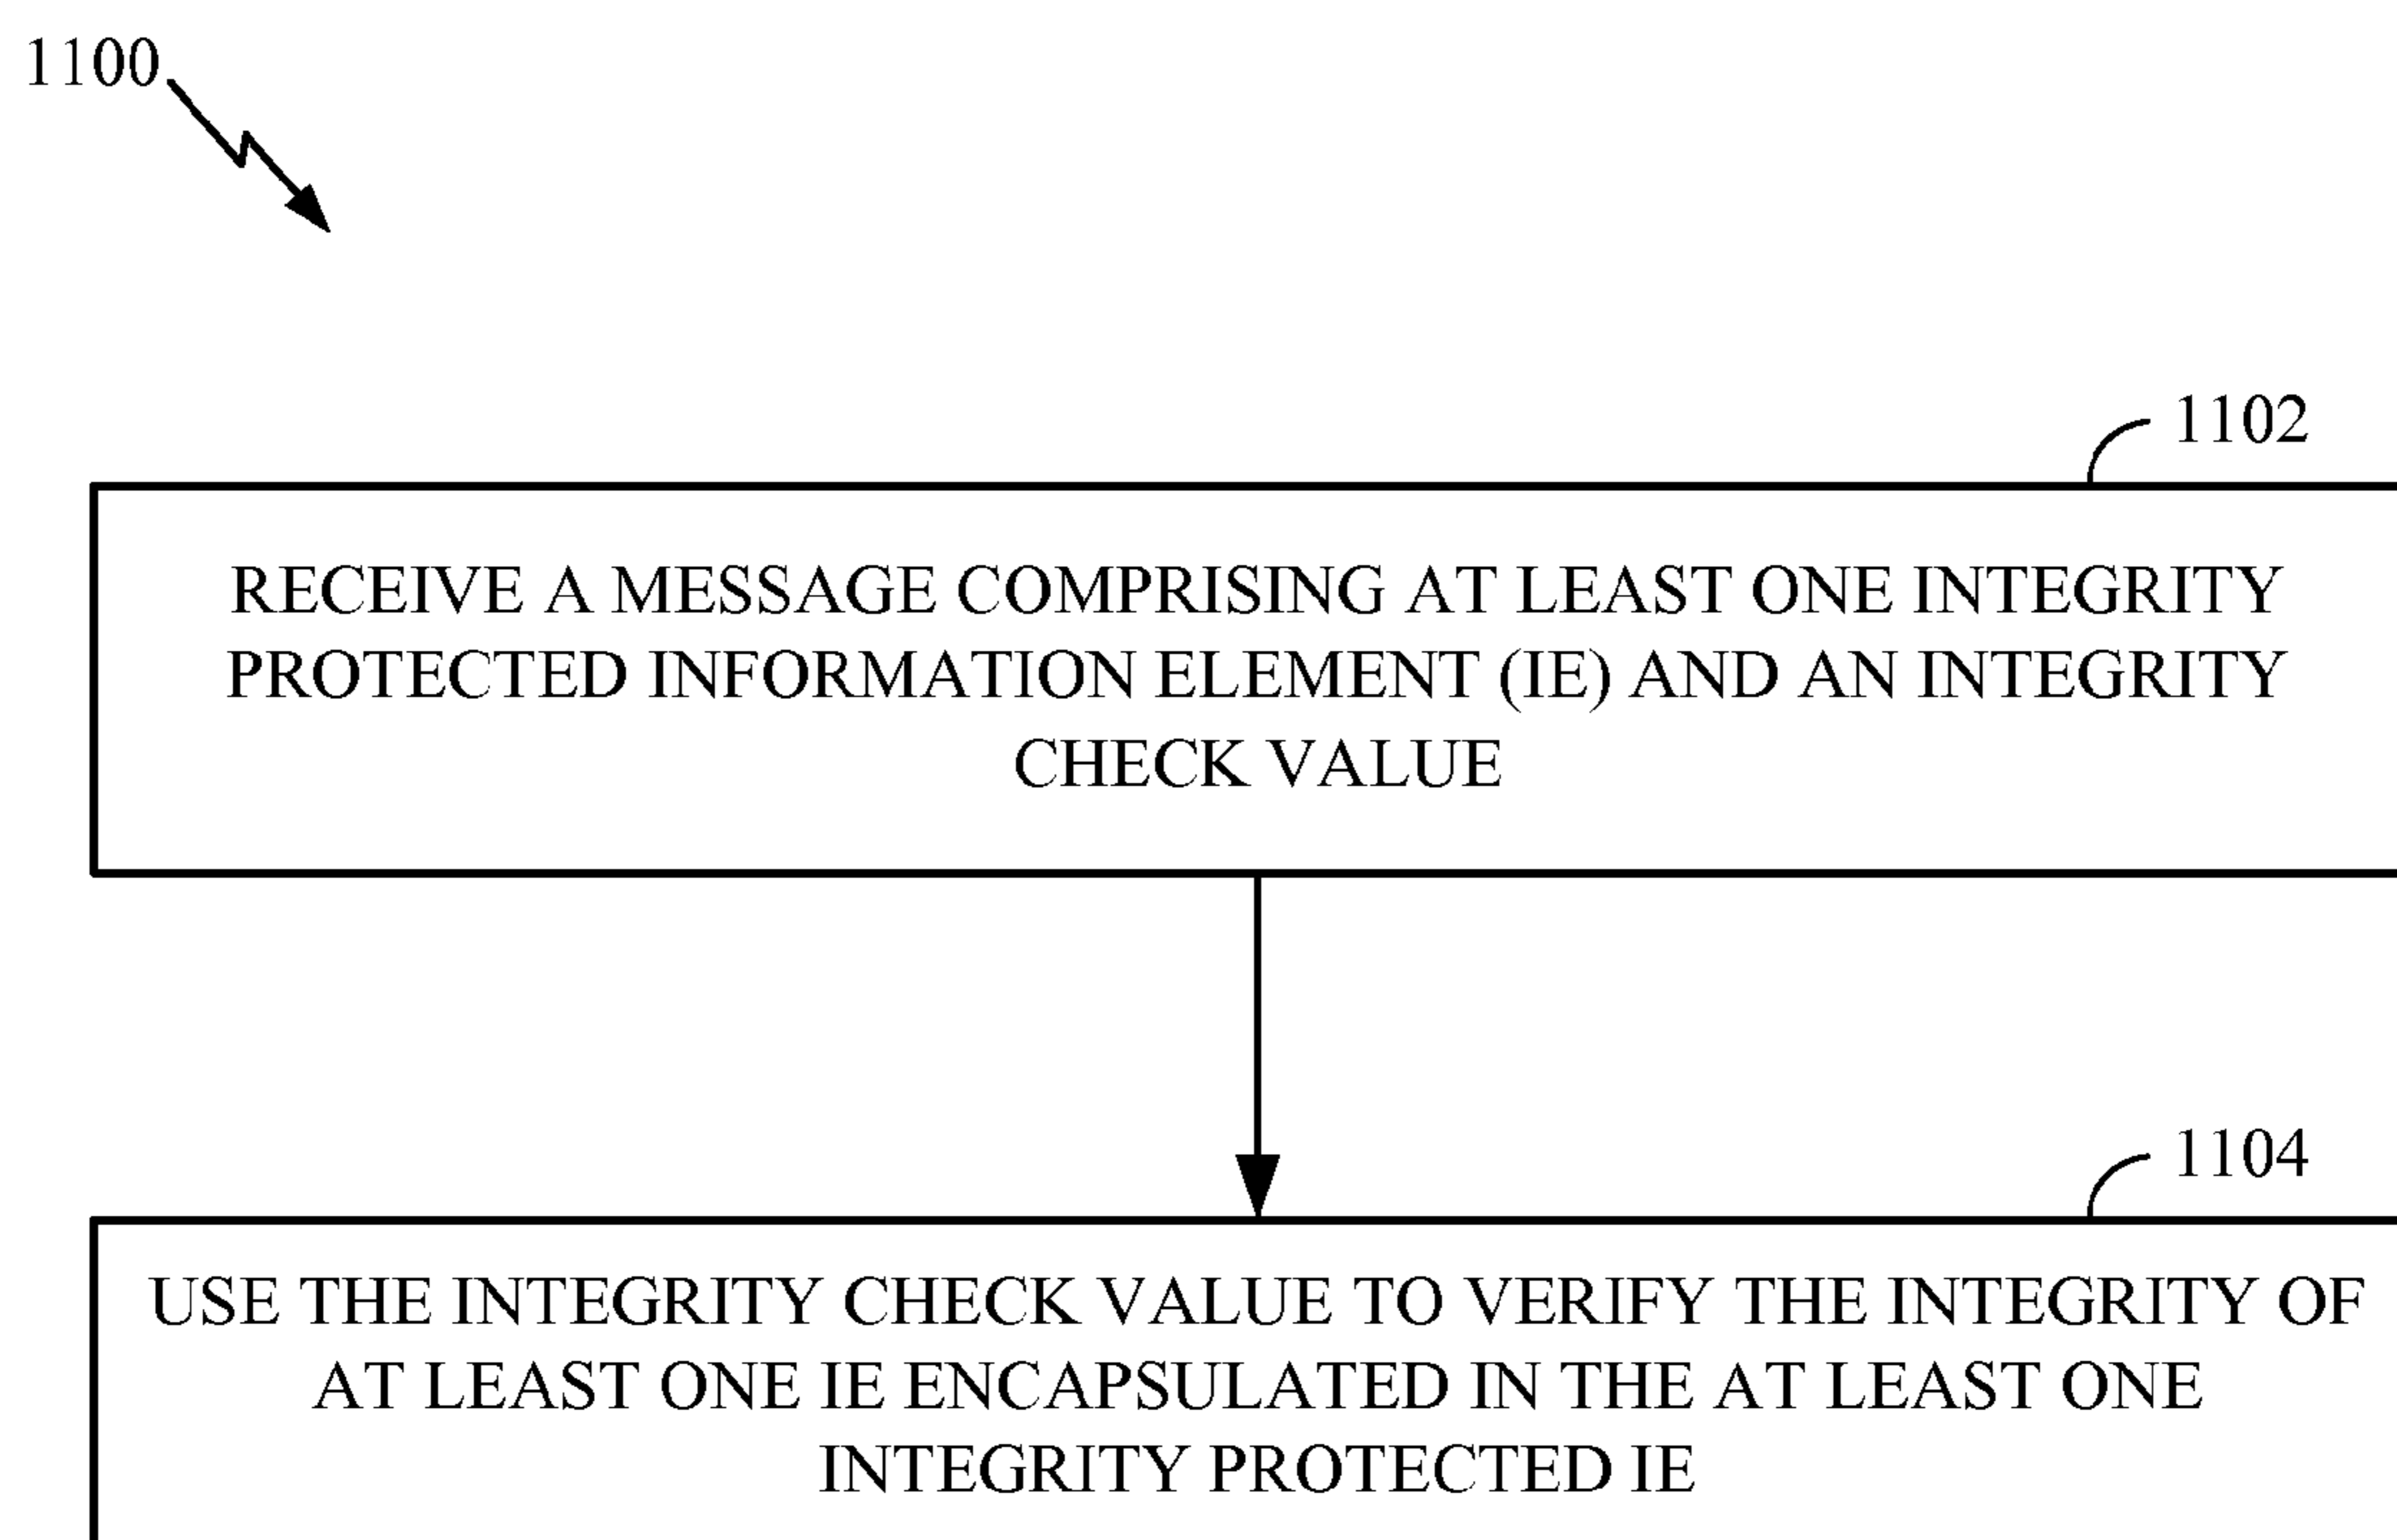 1100
1102
RECEIVE A MESSAGE COMPRISING AT LEAST ONE INTEGRITY
PROTECTED INFORMATION ELEMENT (IE) AND AN INTEGRITY
CHECK VALUE
1104
USE THE INTEGRITY CHECK VALUE TO VERIFY THE INTEGRITY OF
AT LEAST ONE IE ENCAPSULATED IN THE AT LEAST ONE
INTEGRITY PROTECTED IE